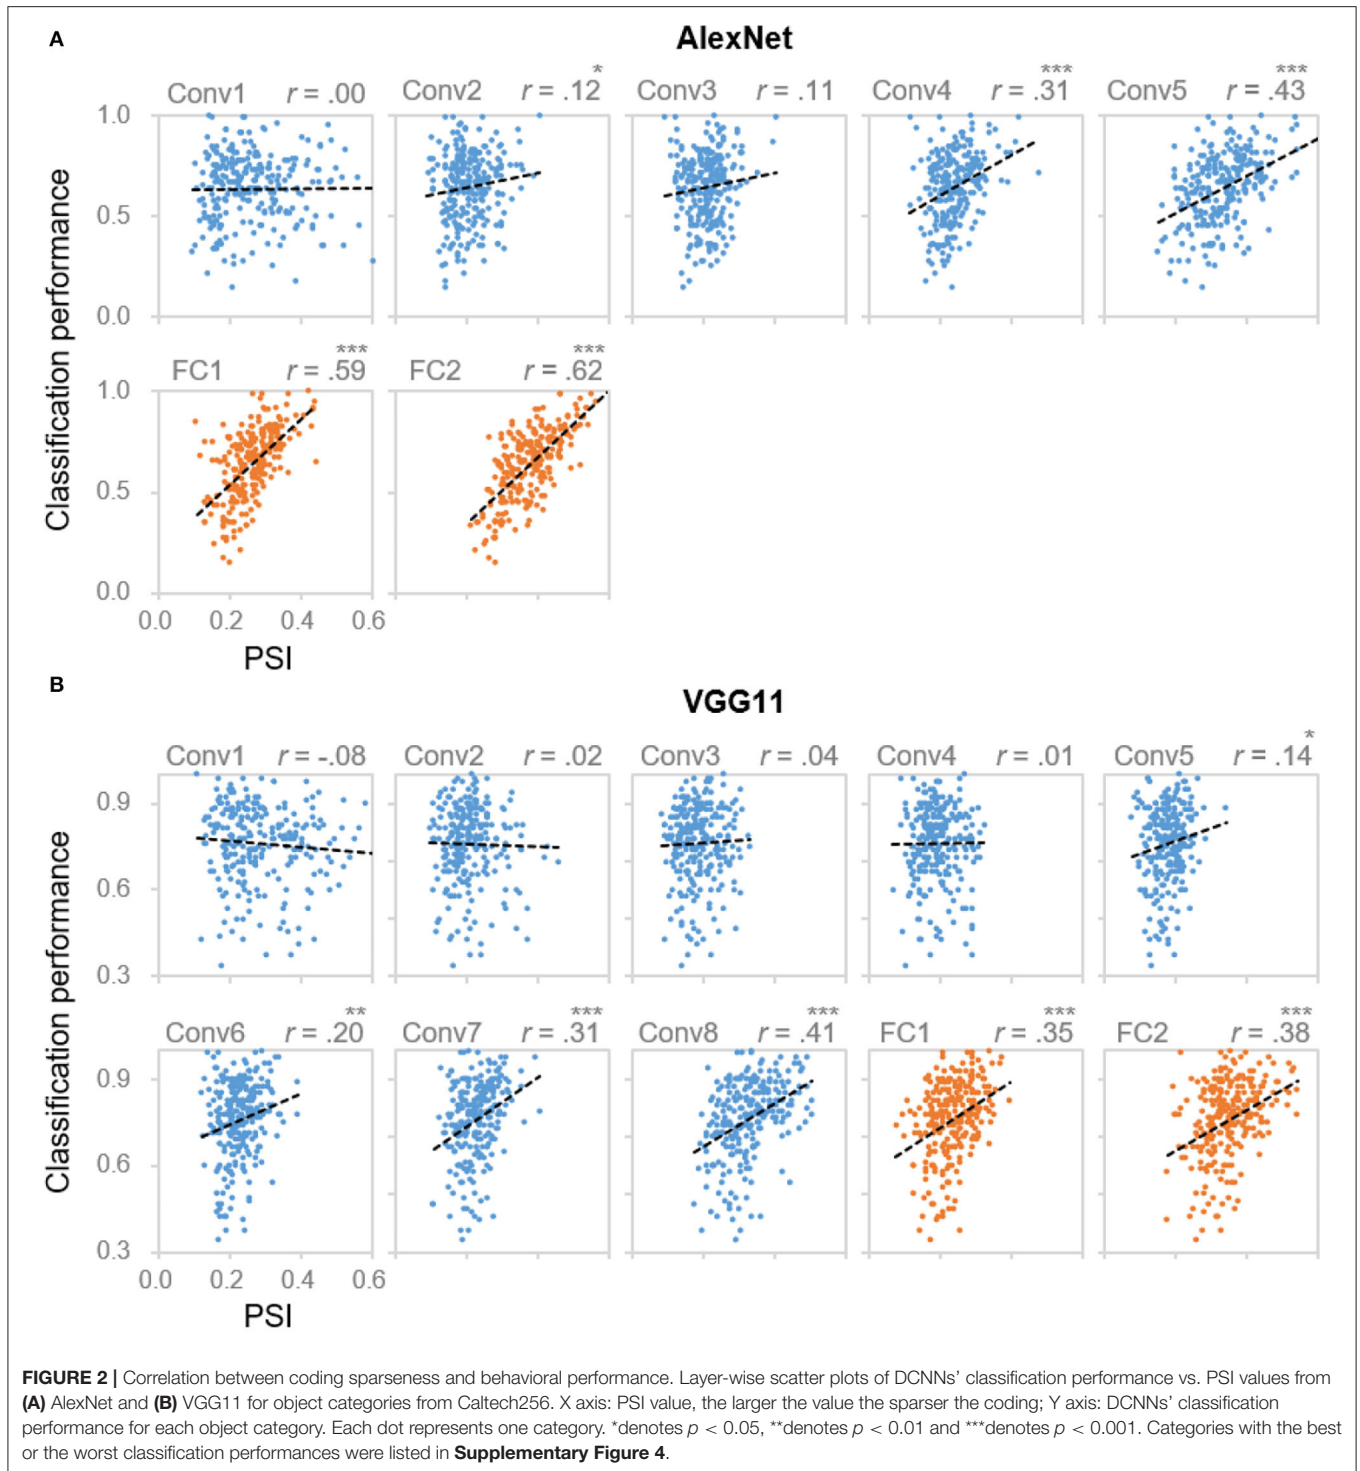 A
AlexNet
Conv1 r = .00
Conv2 r = .12 *
Conv3 r = .11
Conv4 r = .31 ***
Conv5 r = .43 ***
1.0
0.5
0.0
Classification performance
FC1 r = .59 ***
FC2 r = .62 ***
1.0
0.5
0.0
Classification performance
0.0 0.2 0.4 0.6
PSI
B
VGG11
Conv1 r = -.08
Conv2 r = .02
Conv3 r = .04
Conv4 r = .01
Conv5 r = .14 *
0.9
0.6
0.3
Classification performance
Conv6 r = .20 **
Conv7 r = .31 ***
Conv8 r = .41 ***
FC1 r = .35 ***
FC2 r = .38 ***
0.9
0.6
0.3
Classification performance
0.0 0.2 0.4 0.6
PSI
FIGURE 2 | Correlation between coding sparseness and behavioral performance. Layer-wise scatter plots of DCNNs' classification performance vs. PSI values from
(A) AlexNet and (B) VGG11 for object categories from Caltech256. X axis: PSI value, the larger the value the sparser the coding; Y axis: DCNNs' classification
performance for each object category. Each dot represents one category. *denotes p < 0.05, **denotes p < 0.01 and ***denotes p < 0.001. Categories with the best
or the worst classification performances were listed in Supplementary Figure 4.